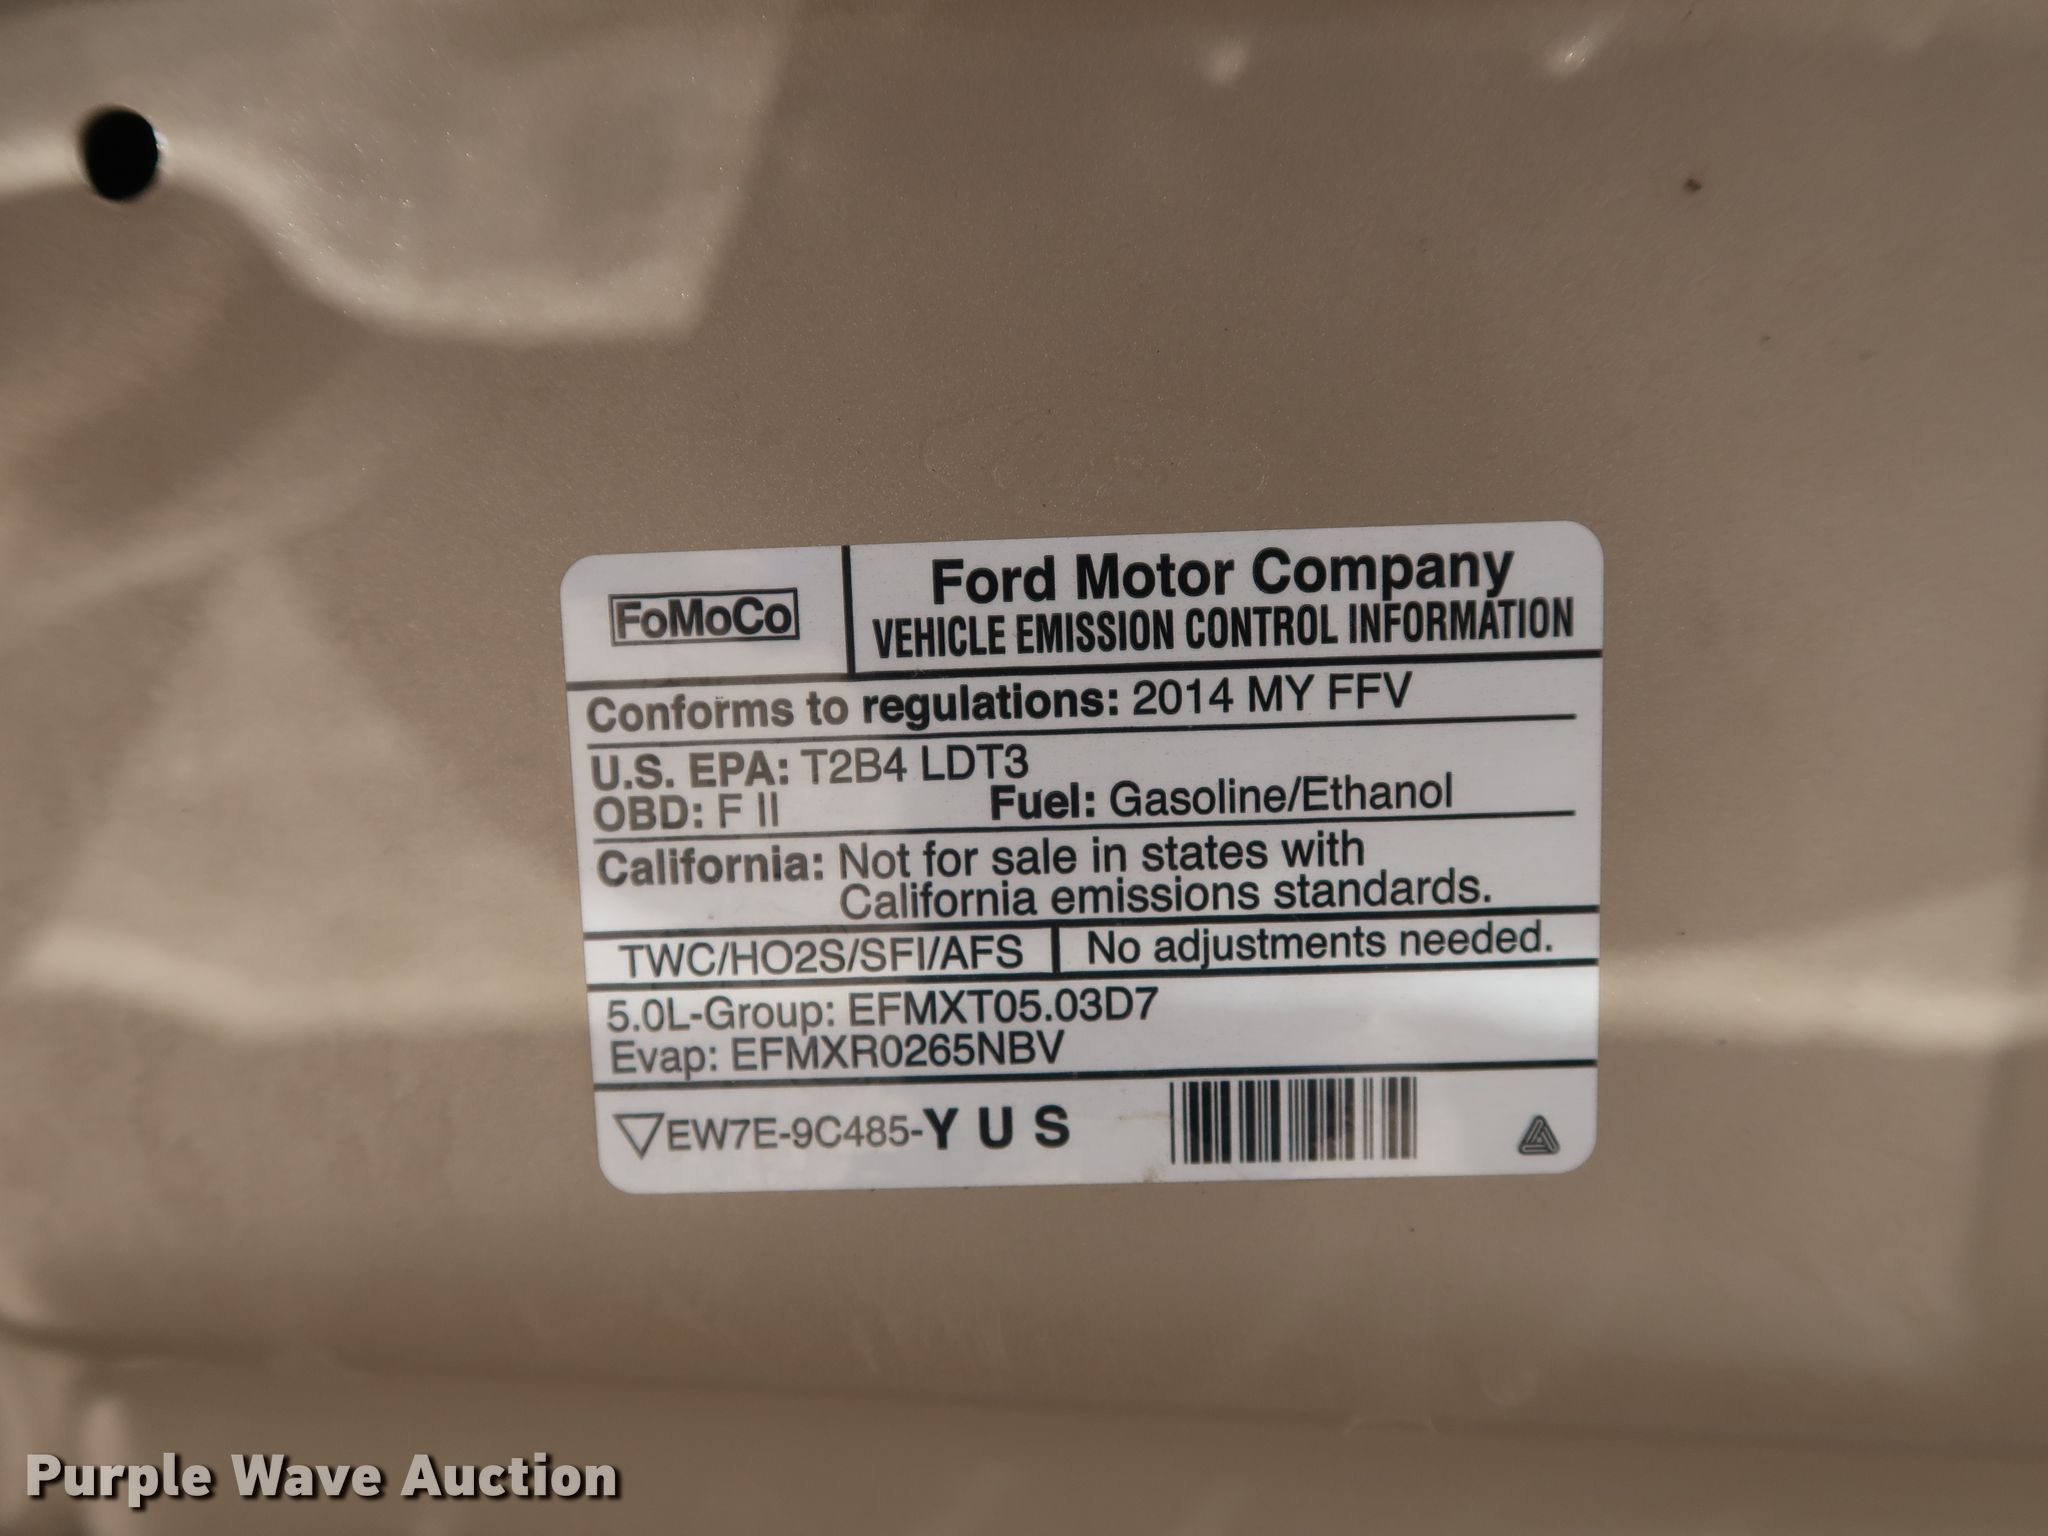 FoMoCo
Ford Motor Company
VEHICLE EMISSION CONTROL INFORMATION
Conforms to regulations: 2014 MY FFV
U.S. EPA: T2B4 LDT3
OBD: F II Fuel: Gasoline/Ethanol
California: Not for sale in states with
California emissions standards.
TWC/HO2S/SFI/AFS No adjustments needed.
5.0L-Group: EFMXT05.03D7
Evap: EFMXR0265NBV
EW7E-9C485-Y U S
Purple Wave Auction